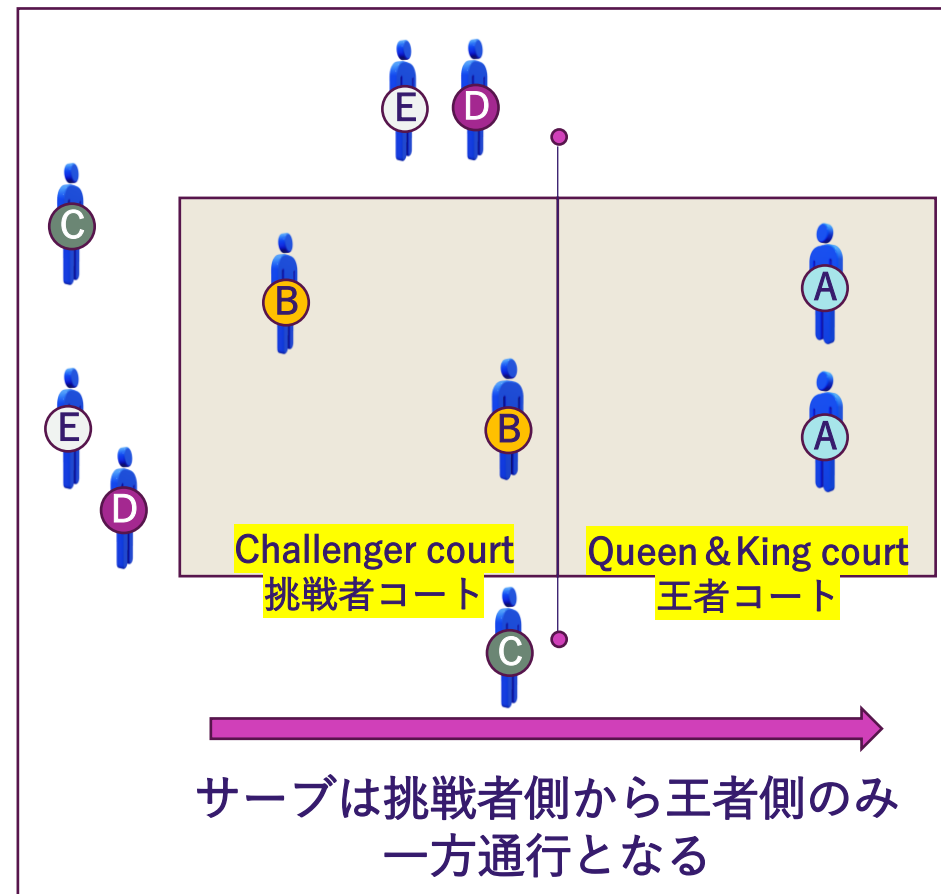 E D
C
B
A
B
A
E
D
Challenger court
挑戦者コート
Queen&King court
王者コート
C
サーブは挑戦者側から王者側のみ
一方通行となる